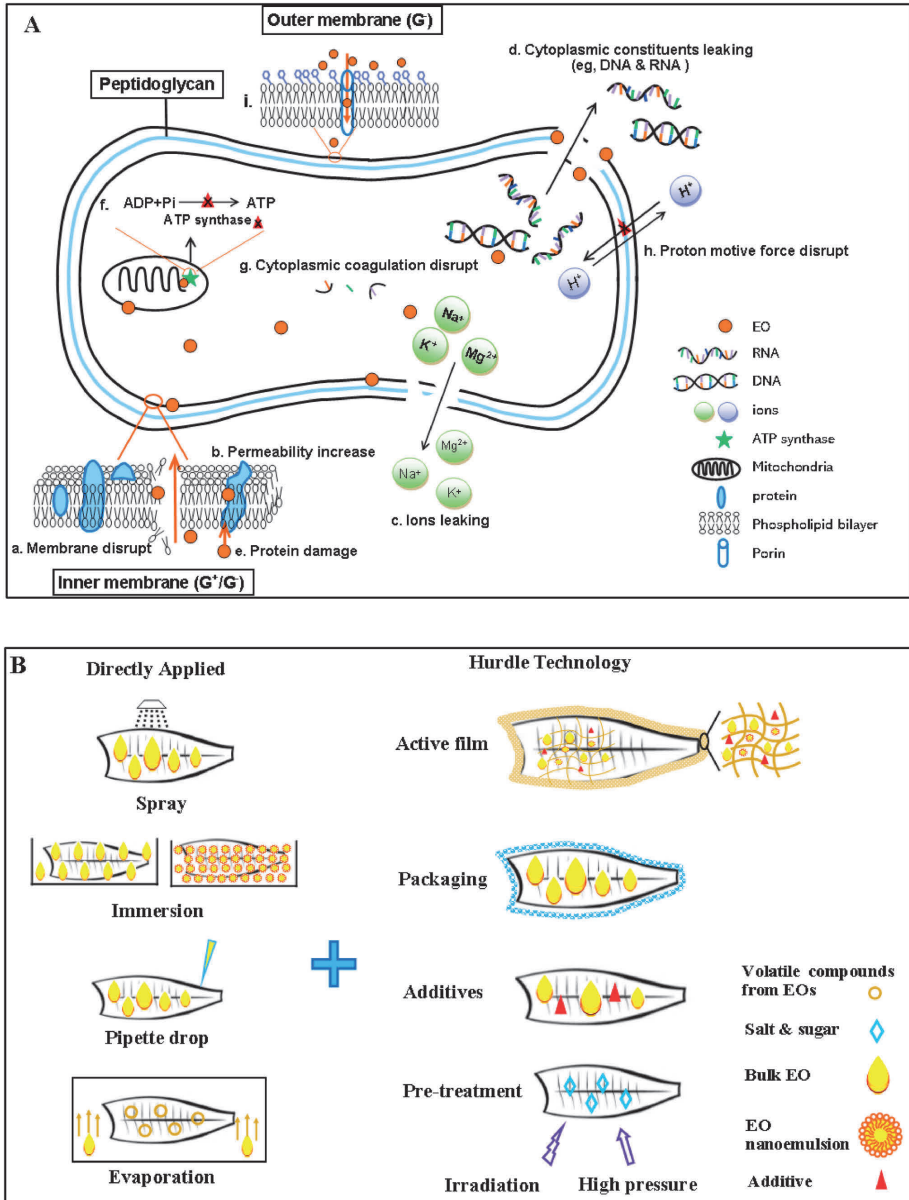 A
Outer membrane (G-)
Peptidoglycan
i.
d. Cytoplasmic constituents leaking
(eg, DNA & RNA )
f.
ADP+Pi
ATP
ATP synthase
g. Cytoplasmic coagulation disrupt
H+
H+
h. Proton motive force disrupt
Na+
K+
Mg2+
Mg2+
Na+
K+
c. Ions leaking
b. Permeability increase
a. Membrane disrupt
e. Protein damage
Inner membrane (G+/G-)
EO
RNA
DNA
ions
ATP synthase
Mitochondria
protein
Phospholipid bilayer
Porin
B
Directly Applied
Spray
Immersion
Pipette drop
Evaporation
Hurdle Technology
Active film
Packaging
Additives
Pre-treatment
Irradiation
High pressure
Volatile compounds
from EOs
Salt & sugar
Bulk EO
EO
nanoemulsion
Additive